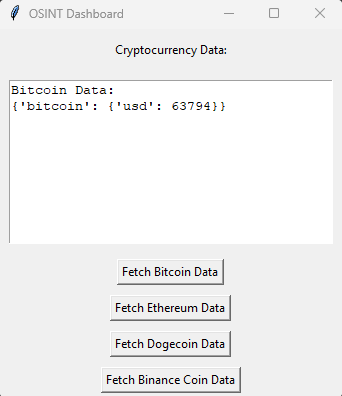 OSINT Dashboard
Cryptocurrency Data:
Bitcoin Data:
{'bitcoin': {'usd': 63794}}
Fetch Bitcoin Data
Fetch Ethereum Data
Fetch Dogecoin Data
Fetch Binance Coin Data